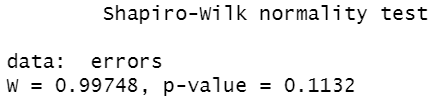 Shapiro-Wilk normality test
data:  errors
W = 0.99748, p-value = 0.1132